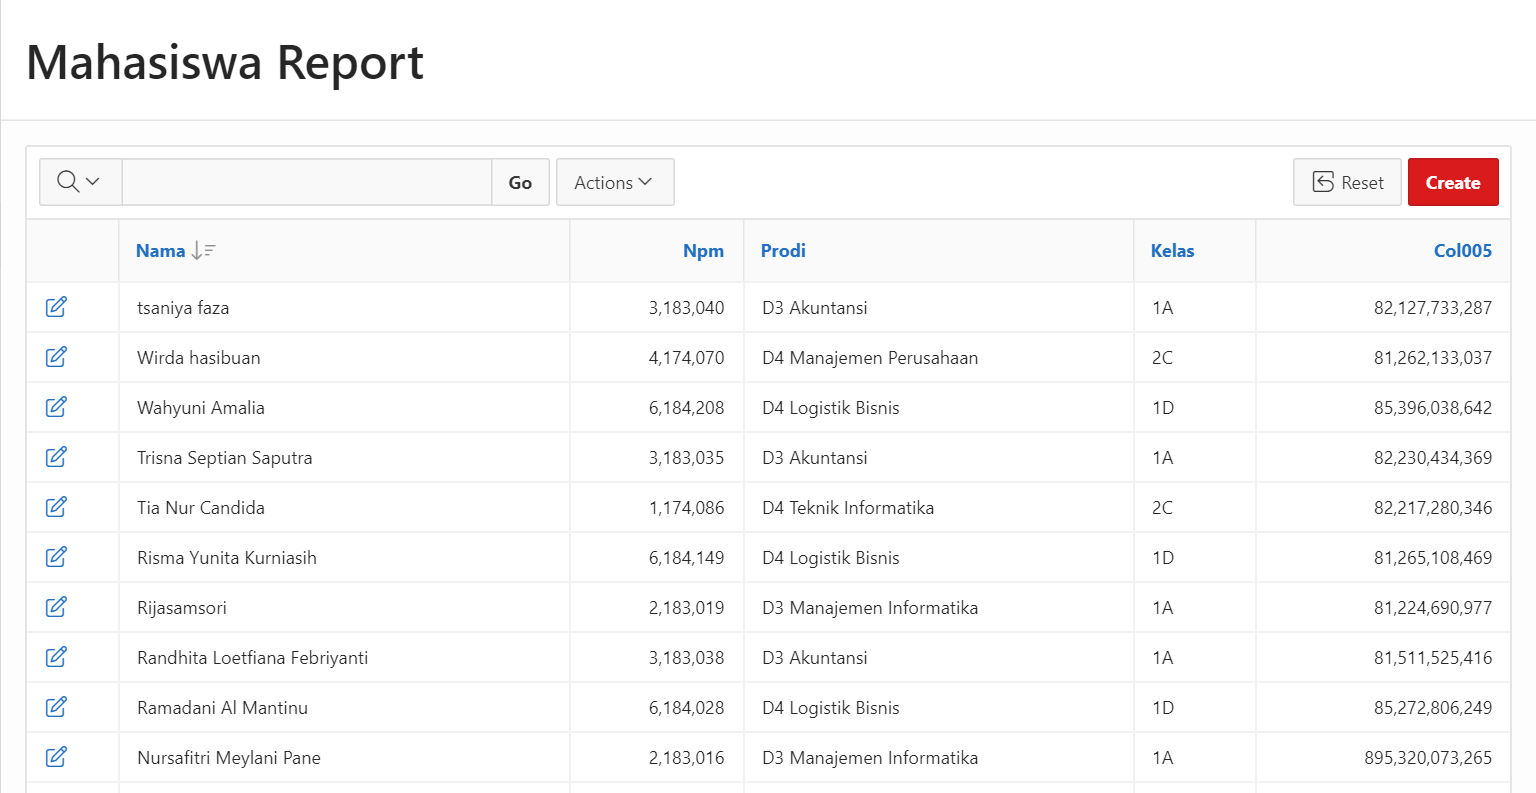 Mahasiswa Report
Go Actions Reset Create
Nama Npm Prodi Kelas Col005
tsaniya faza 3,183,040 D3 Akuntansi 1A 82,127,733,287
Wirda hasibuan 4,174,070 D4 Manajemen Perusahaan 2C 81,262,133,037
Wahyuni Amalia 6,184,208 D4 Logistik Bisnis 1D 85,396,038,642
Trisna Septian Saputra 3,183,035 D3 Akuntansi 1A 82,230,434,369
Tia Nur Candida 1,174,086 D4 Teknik Informatika 2C 82,217,280,346
Risma Yunita Kurniasih 6,184,149 D4 Logistik Bisnis 1D 81,265,108,469
Rijasamsori 2,183,019 D3 Manajemen Informatika 1A 81,224,690,977
Randhita Loetfiana Febriyanti 3,183,038 D3 Akuntansi 1A 81,511,525,416
Ramadani Al Mantinu 6,184,028 D4 Logistik Bisnis 1D 85,272,806,249
Nursafitri Meylani Pane 2,183,016 D3 Manajemen Informatika 1A 895,320,073,265